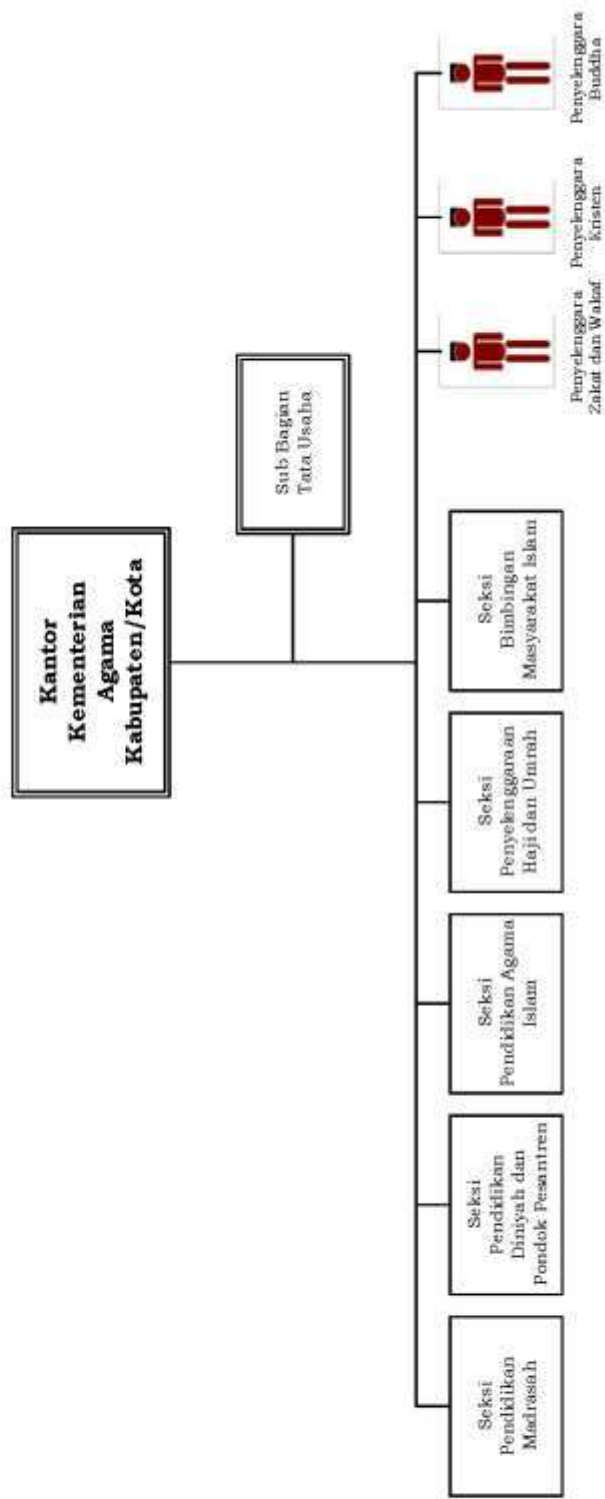 Kantor
Kementerian
Agama
Kabupaten/Kota
Sub Bagian
Tata Usaha
Seksi
Pendidikan
Madrasah
Seksi
Pendidikan
Diniyah dan
Pondok Pesantren
Seksi
Pendidikan Agama
Islam
Seksi
Penyelenggaraan
Haji dan Umrah
Seksi
Bimbingan
Masyarakat Islam
Penyelenggara
Zakat dan Wakaf
Penyelenggara
Kristen
Penyelenggara
Buddha